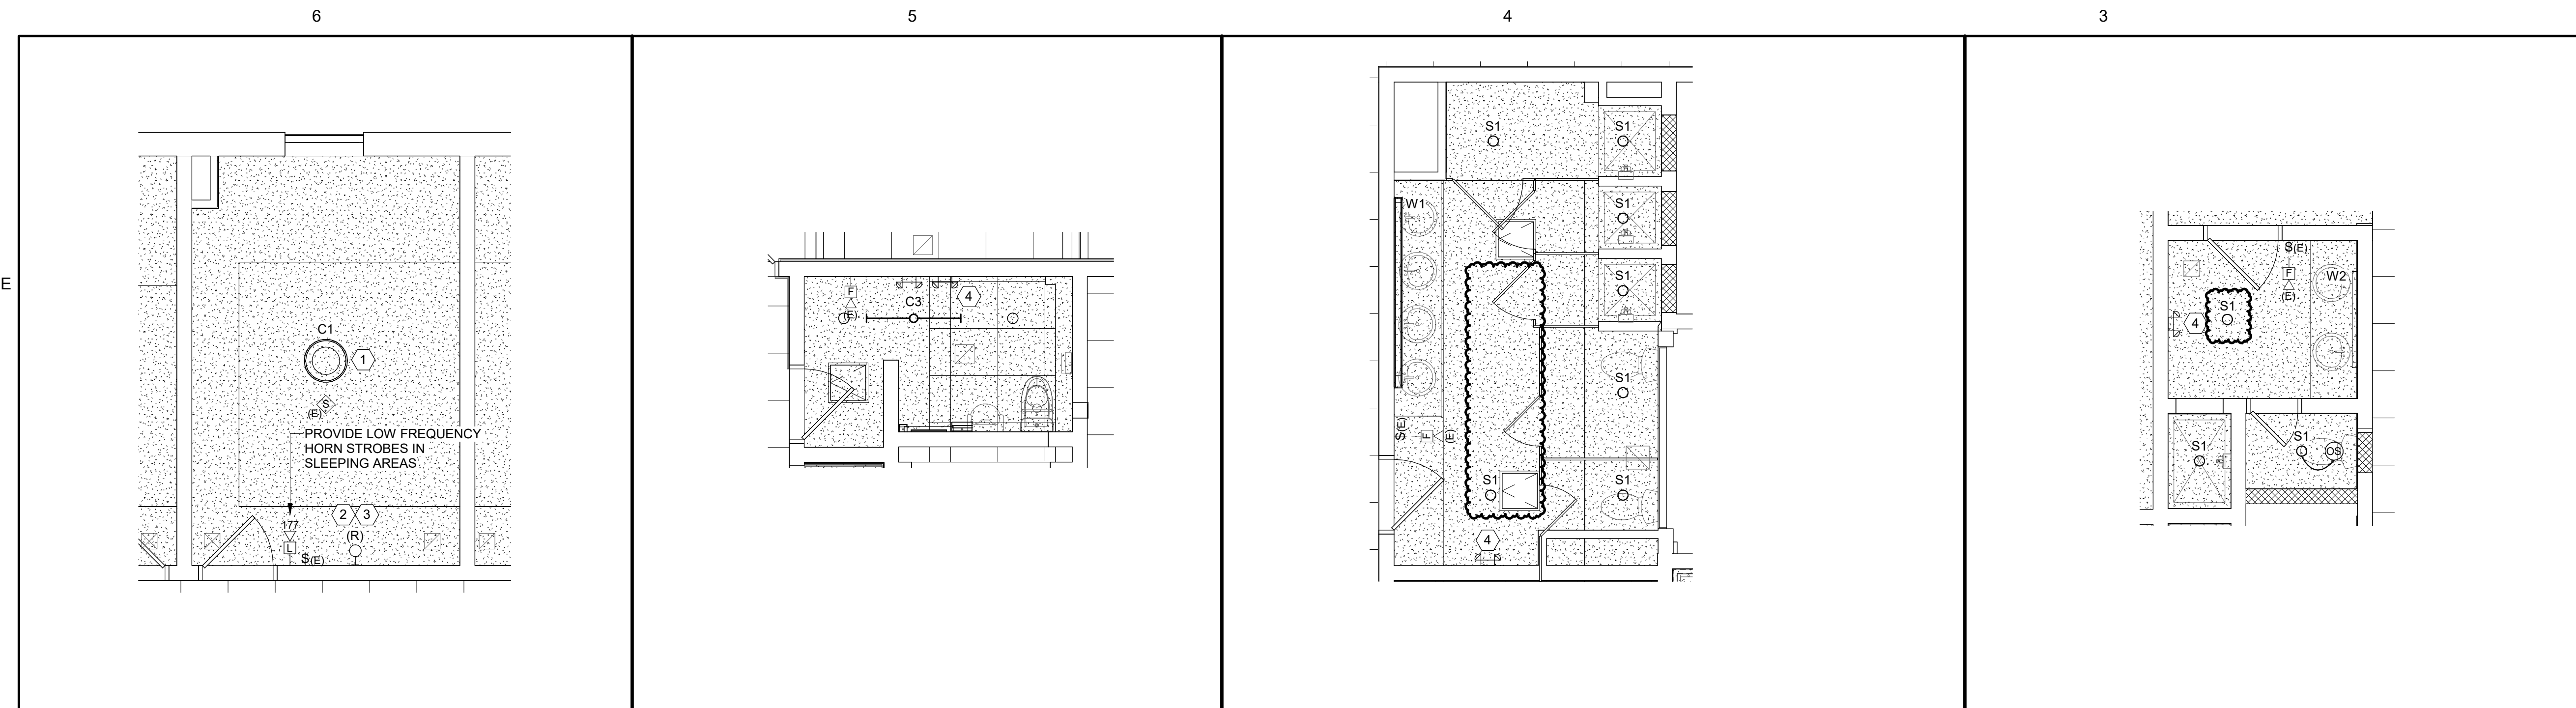 6
5
4
3
E
C1
1
S
(E)
PROVIDE LOW FREQUENCY
HORN STROBES IN
SLEEPING AREAS
2
3
177
(R)
L
$(E)
F
(E)
C3
4
S1
S1
W1
S1
S1
S1
$(E)
F
(E)
S1
S1
4
$(E)
F
(E)
W2
S1
4
S1
S1
OS